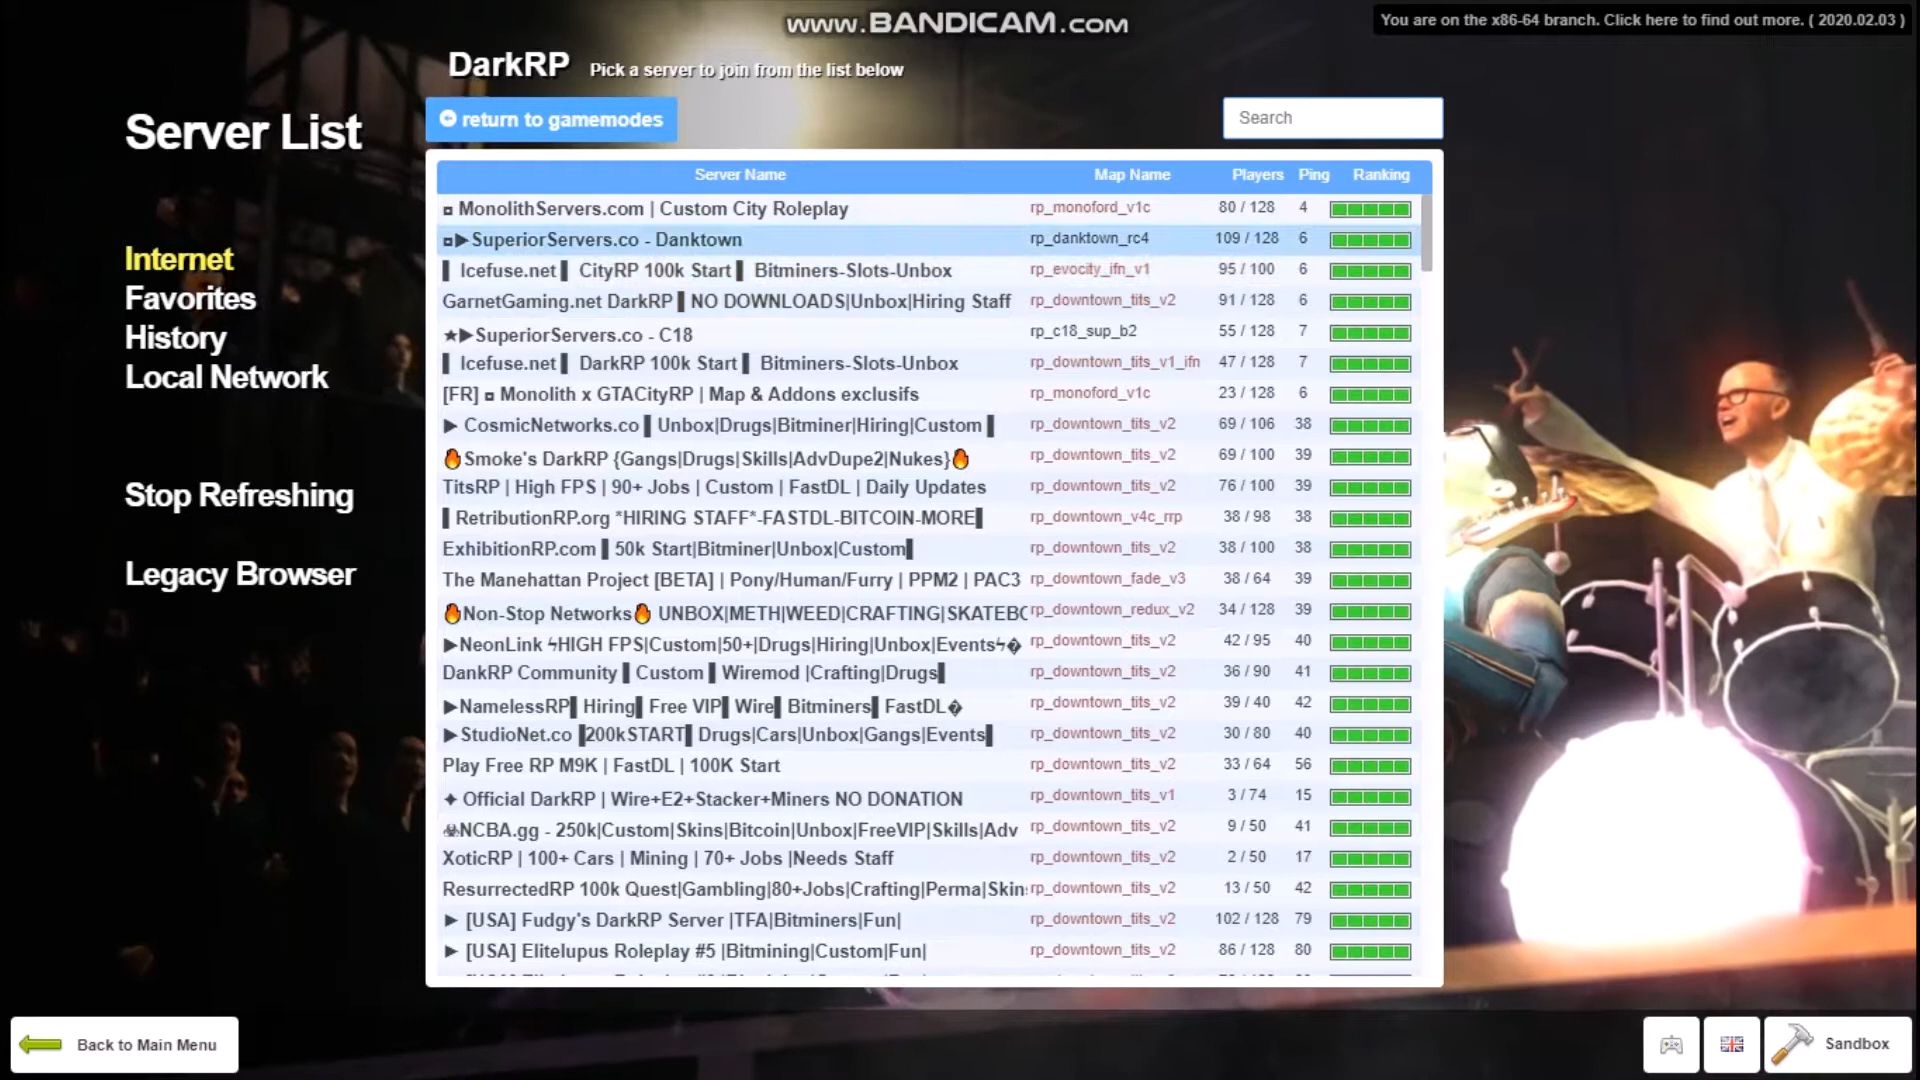 www.BANDICAM.com
You are on the x86-64 branch. Click here to find out more. ( 2020.02.03 )
DarkRP Pick a server to join from the list below
Server List
return to gamemodes
Search
Internet
Favorites
History
Local Network
Stop Refreshing
Legacy Browser
Server Name Map Name Players Ping Ranking
MonolithServers.com | Custom City Roleplay rp_monoford_v1c 80 / 128 4
▶SuperiorServers.co - Danktown rp_danktown_rc4 109 / 128 6
▌ Icefuse.net ▌ CityRP 100k Start ▌ Bitminers-Slots-Unbox rp_evocity_ifn_v1 95 / 100 6
GarnetGaming.net DarkRP ▌NO DOWNLOADS|Unbox|Hiring Staff rp_downtown_tits_v2 91 / 128 6
★▶SuperiorServers.co - C18 rp_c18_sup_b2 55 / 128 7
▌ Icefuse.net ▌ DarkRP 100k Start ▌ Bitminers-Slots-Unbox rp_downtown_tits_v1_ifn 47 / 128 7
[FR] Monolith x GTACityRP | Map & Addons exclusifs rp_monoford_v1c 23 / 128 6
▶ CosmicNetworks.co ▌Unbox|Drugs|Bitminer|Hiring|Custom ▌ rp_downtown_tits_v2 69 / 106 38
🔥Smoke's DarkRP {Gangs|Drugs|Skills|AdvDupe2|Nukes}🔥 rp_downtown_tits_v2 69 / 100 39
TitsRP | High FPS | 90+ Jobs | Custom | FastDL | Daily Updates rp_downtown_tits_v2 76 / 100 39
▌RetributionRP.org *HIRING STAFF*-FASTDL-BITCOIN-MORE▌ rp_downtown_v4c_rrp 38 / 98 38
ExhibitionRP.com ▌50k Start|Bitminer|Unbox|Custom▌ rp_downtown_tits_v2 38 / 100 38
The Manehattan Project [BETA] | Pony/Human/Furry | PPM2 | PAC3 rp_downtown_fade_v3 38 / 64 39
🔥Non-Stop Networks🔥 UNBOX|METH|WEED|CRAFTING|SKATEBO rp_downtown_redux_v2 34 / 128 39
▶NeonLink ϟHIGH FPS|Custom|50+|Drugs|Hiring|Unbox|Eventsϟ� rp_downtown_tits_v2 42 / 95 40
DankRP Community ▌Custom ▌Wiremod |Crafting|Drugs▌ rp_downtown_tits_v2 36 / 90 41
▶NamelessRP▌Hiring▌Free VIP▌Wire▌Bitminers▌FastDL� rp_downtown_tits_v2 39 / 40 42
▶StudioNet.co ▐200kSTART▌Drugs|Cars|Unbox|Gangs|Events▌ rp_downtown_tits_v2 30 / 80 40
Play Free RP M9K | FastDL | 100K Start rp_downtown_tits_v2 33 / 64 56
✦ Official DarkRP | Wire+E2+Stacker+Miners NO DONATION rp_downtown_tits_v1 3 / 74 15
☣NCBA.gg - 250k|Custom|Skins|Bitcoin|Unbox|FreeVIP|Skills|Adv rp_downtown_tits_v2 9 / 50 41
XoticRP | 100+ Cars | Mining | 70+ Jobs |Needs Staff rp_downtown_tits_v2 2 / 50 17
ResurrectedRP 100k Quest|Gambling|80+Jobs|Crafting|Perma|Skin rp_downtown_tits_v2 13 / 50 42
▶ [USA] Fudgy's DarkRP Server |TFA|Bitminers|Fun| rp_downtown_tits_v2 102 / 128 79
▶ [USA] Elitelupus Roleplay #5 |Bitmining|Custom|Fun| rp_downtown_tits_v2 86 / 128 80
Back to Main Menu
Sandbox